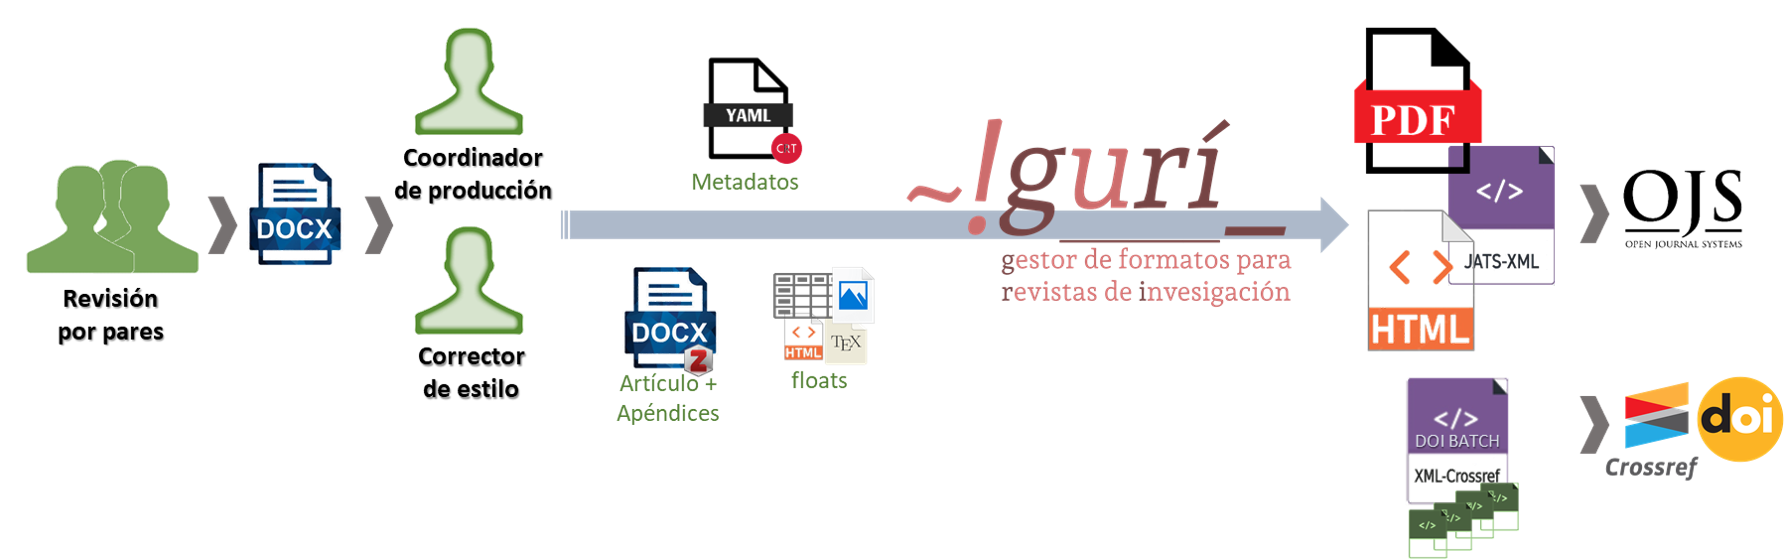 Revisión
por pares
DOCX
Coordinador
de producción
Corrector
de estilo
YAML
CRT
Metadatos
DOCX
Z
Artículo +
Apéndices
HTML
TEX
floats
~!gurí_
gestor de formatos para
revistas de invesigación
PDF
</>
JATS-XML
< >
HTML
OJS
OPEN JOURNAL SYSTEMS
</>
DOI BATCH
XML-Crossref
</>
</>
</>
</>
Crossref
doi